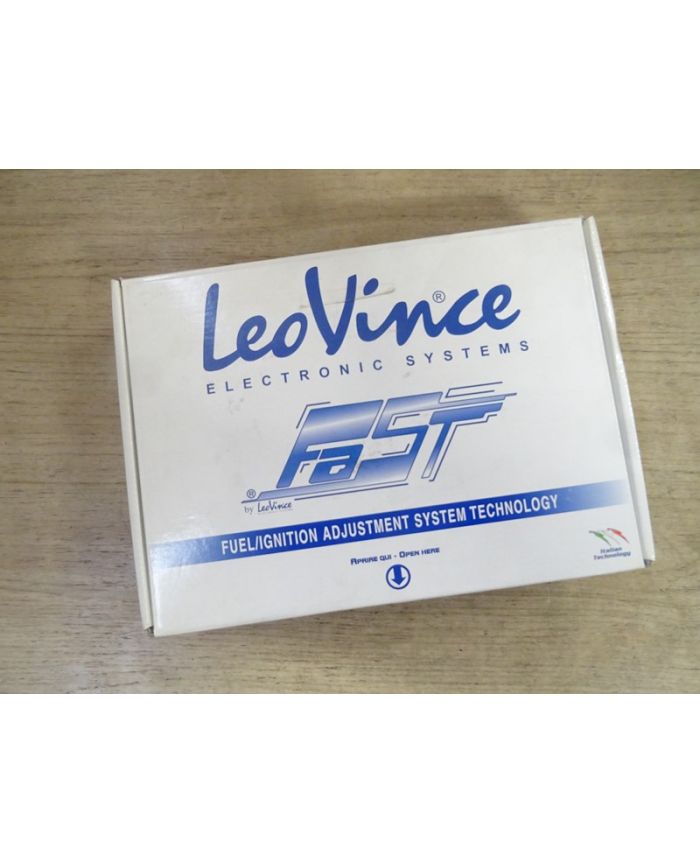 LeoVince®
ELECTRONIC SYSTEMS
FaST
® by LeoVince
FUEL/IGNITION ADJUSTMENT SYSTEM TECHNOLOGY
APRIRE QUI - OPEN HERE
Italian
Technology